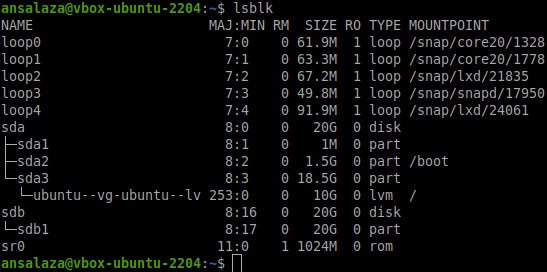 ansalaza@vbox-ubuntu-2204:~$ lsblk
NAME                      MAJ:MIN RM  SIZE RO TYPE MOUNTPOINT
loop0                       7:0    0 61.9M  1 loop /snap/core20/1328
loop1                       7:1    0 63.3M  1 loop /snap/core20/1778
loop2                       7:2    0 67.2M  1 loop /snap/lxd/21835
loop3                       7:3    0 49.8M  1 loop /snap/snapd/17950
loop4                       7:4    0 91.9M  1 loop /snap/lxd/24061
sda                         8:0    0   20G  0 disk
├─sda1                      8:1    0    1M  0 part
├─sda2                      8:2    0  1.5G  0 part /boot
└─sda3                      8:3    0 18.5G  0 part
  └─ubuntu--vg-ubuntu--lv 253:0    0   10G  0 lvm  /
sdb                         8:16   0   20G  0 disk
└─sdb1                      8:17   0   20G  0 part
sr0                        11:0    1 1024M  0 rom
ansalaza@vbox-ubuntu-2204:~$